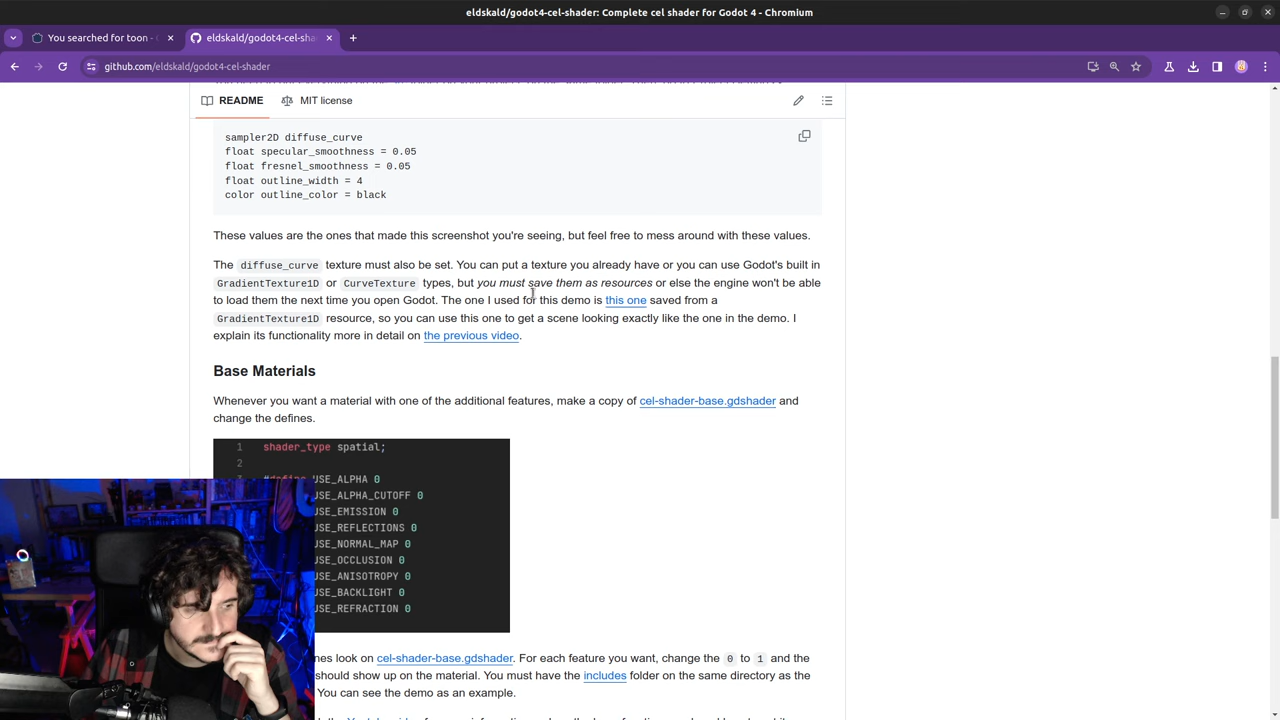 eldskald/godot4-cel-shader: Complete cel shader for Godot 4 - Chromium
You searched for toon -
eldskald/godot4-cel-sha
github.com/eldskald/godot4-cel-shader
README
MIT license
sampler2D diffuse_curve
float specular_smoothness = 0.05
float fresnel_smoothness = 0.05
float outline_width = 4
color outline_color = black
These values are the ones that made this screenshot you're seeing, but feel free to mess around with these values.
The diffuse_curve texture must also be set. You can put a texture you already have or you can use Godot's built in
GradientTexture1D or CurveTexture types, but you must save them as resources or else the engine won't be able
to load them the next time you open Godot. The one I used for this demo is this one saved from a
GradientTexture1D resource, so you can use this one to get a scene looking exactly like the one in the demo. I
explain its functionality more in detail on the previous video.
Base Materials
Whenever you want a material with one of the additional features, make a copy of cel-shader-base.gdshader and
change the defines.
1 shader_type spatial;
2
USE_ALPHA 0
USE_ALPHA_CUTOFF 0
USE_EMISSION 0
USE_REFLECTIONS 0
USE_NORMAL_MAP 0
USE_OCCLUSION 0
USE_ANISOTROPY 0
USE_BACKLIGHT 0
USE_REFRACTION 0
nes look on cel-shader-base.gdshader. For each feature you want, change the 0 to 1 and the
should show up on the material. You must have the includes folder on the same directory as the
You can see the demo as an example.